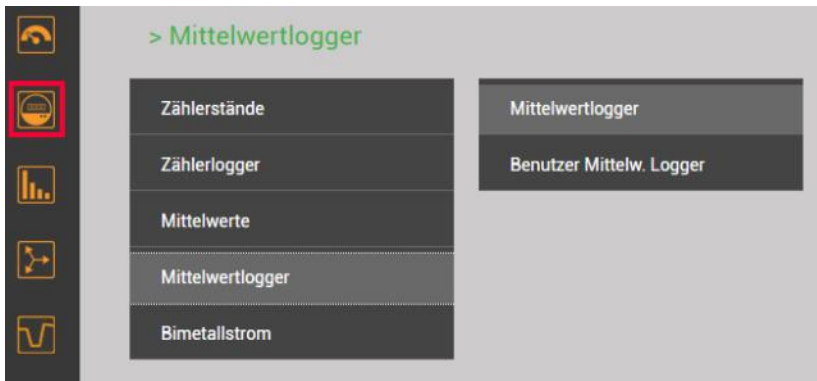 > Mittelwertlogger
Zählerstände
Zählerlogger
Mittelwerte
Mittelwertlogger
Bimetallstrom
Mittelwertlogger
Benutzer Mittelw. Logger